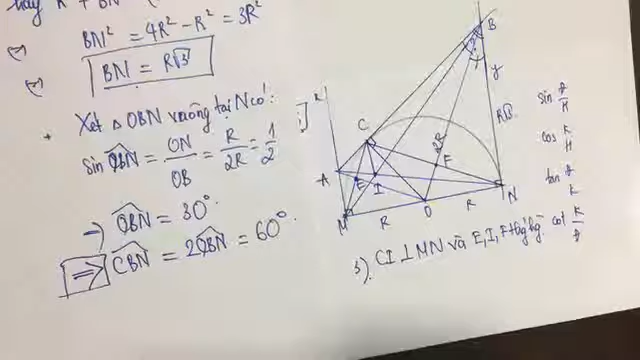 BN² = 4R² - R² = 3R²
BN = R√3
Xét △ OBN vuông tại N có:
sin OBN = ON/OB = R/2R = 1/2
→ OBN = 30°
⇒ CBN = 2OBN = 60°
x
B
y
C
2R
R√3
A
E
I
F
M
R
O
R
N
sin đ/H
cos K/H
tan đ/K
cot K/đ
3). CI ⊥ MN và E, I, F thẳng hàng